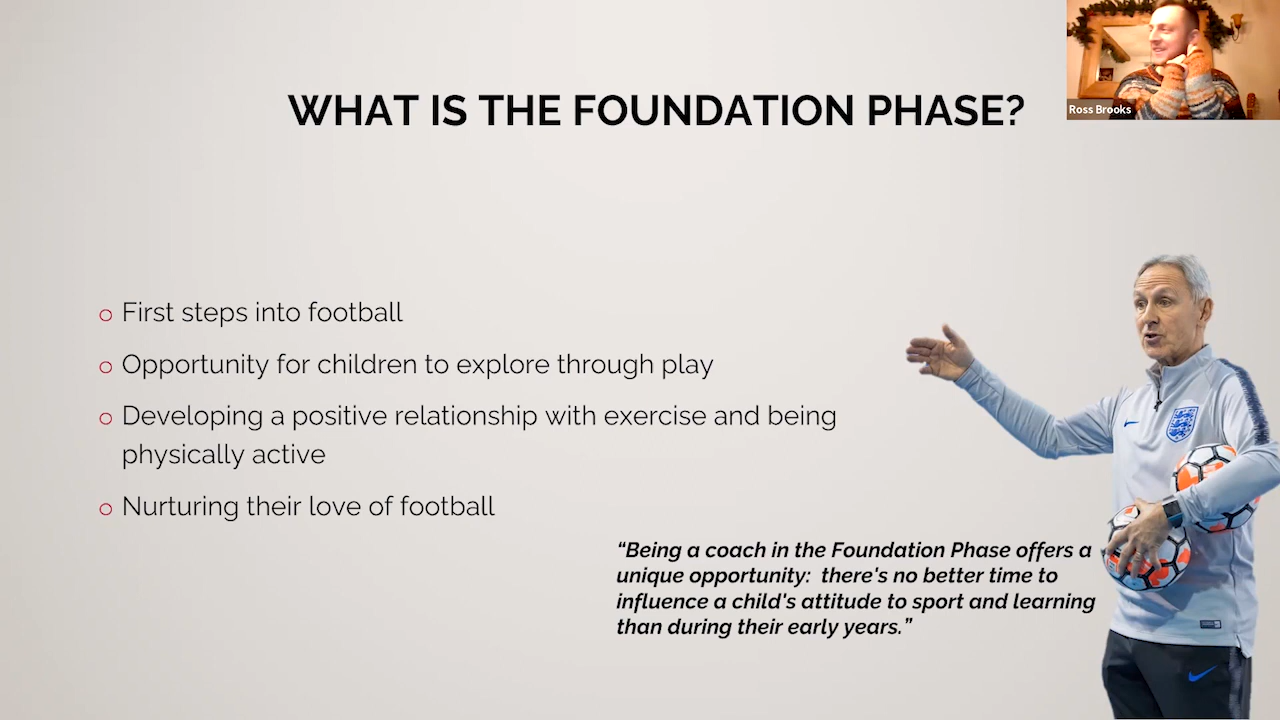 WHAT IS THE FOUNDATION PHASE?
Ross Brooks
o First steps into football
o Opportunity for children to explore through play
o Developing a positive relationship with exercise and being
physically active
o Nurturing their love of football
“Being a coach in the Foundation Phase offers a
unique opportunity:  there's no better time to
influence a child's attitude to sport and learning
than during their early years.”